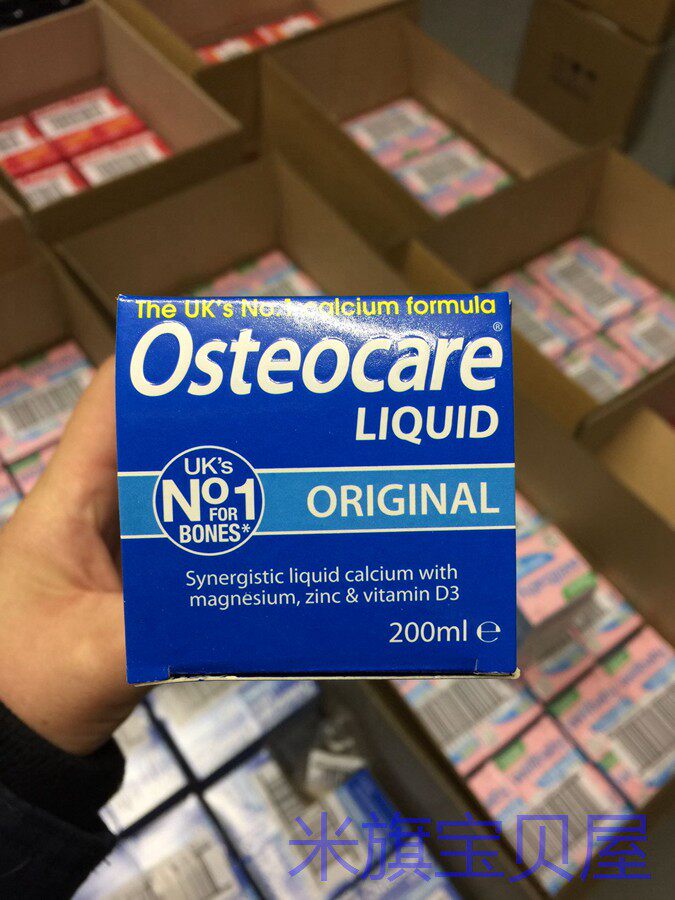 The UK's No.1 calcium formula
Osteocare®
LIQUID
UK's
No1
FOR
BONES*
ORIGINAL
Synergistic liquid calcium with
magnesium, zinc & vitamin D3
200ml ℮
米旗宝贝屋